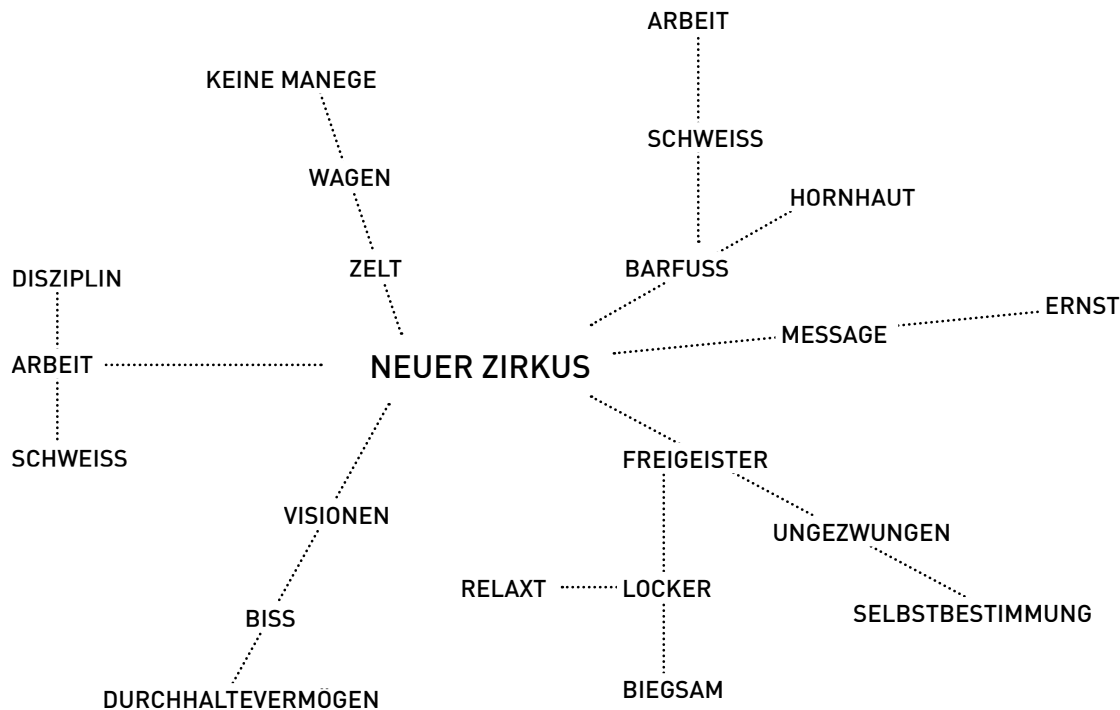 ARBEIT
KEINE MANEGE
SCHWEISS
WAGEN
HORNHAUT
ZELT
BARFUSS
DISZIPLIN
ERNST
MESSAGE
ARBEIT
NEUER ZIRKUS
SCHWEISS
FREIGEISTER
VISIONEN
UNGEZWUNGEN
RELAXT
LOCKER
SELBSTBESTIMMUNG
BISS
BIEGSAM
DURCHHALTEVERMÖGEN